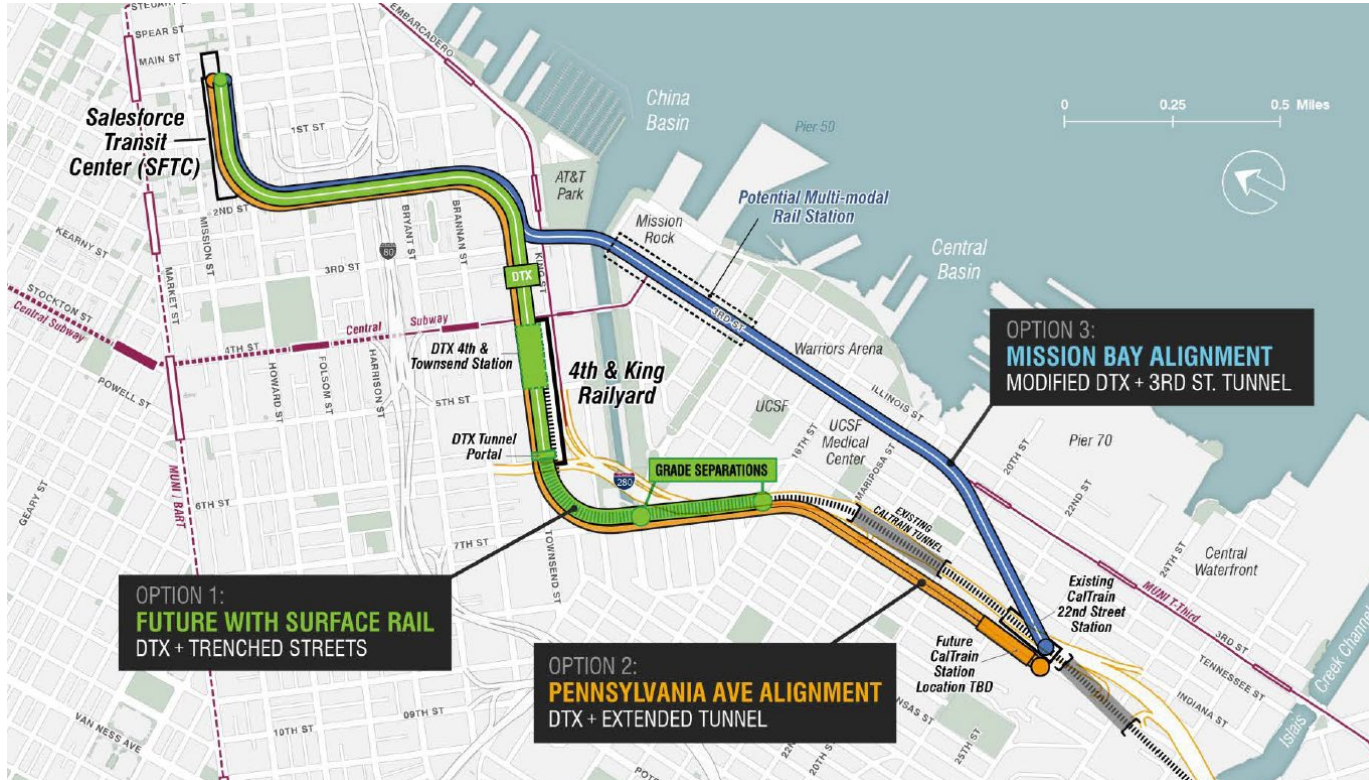 STEUART ST
SPEAR ST
MAIN ST
EMBARCADERO
Salesforce
Transit
Center (SFTC)
1ST ST
2ND ST
MISSION ST
MARKET ST
KEARNY ST
STOCKTON ST
Central Subway
POWELL ST
GEARY ST
VAN NESS AVE
MUNI / BART
3RD ST
4TH ST
Central
Subway
HOWARD ST
FOLSOM ST
HARRISON ST
80
BRYANT ST
BRANNAN ST
KING ST
5TH ST
6TH ST
7TH ST
TOWNSEND ST
09TH ST
10TH ST
AT&T
Park
China
Basin
Pier 50
Mission
Rock
Potential Multi-modal
Rail Station
Central
Basin
0
0.25
0.5 Miles
DTX
DTX 4th &
Townsend Station
4th & King
Railyard
DTX Tunnel
Portal
280
GRADE SEPARATIONS
3RD ST
Warriors Arena
ILLINOIS ST
UCSF
UCSF
Medical
Center
16TH ST
MARIPOSA ST
EXISTING
CALTRAIN TUNNEL
OPTION 3:
MISSION BAY ALIGNMENT
MODIFIED DTX + 3RD ST. TUNNEL
Pier 70
20TH ST
22ND ST
24TH ST
Central
Waterfront
MUNI T-Third
3RD ST
TENNESSEE ST
INDIANA ST
Islais
Creek Channel
Existing
CalTrain
22nd Street
Station
Future
CalTrain
Station
Location TBD
OPTION 1:
FUTURE WITH SURFACE RAIL
DTX + TRENCHED STREETS
OPTION 2:
PENNSYLVANIA AVE ALIGNMENT
DTX + EXTENDED TUNNEL
20TH ST
25TH ST